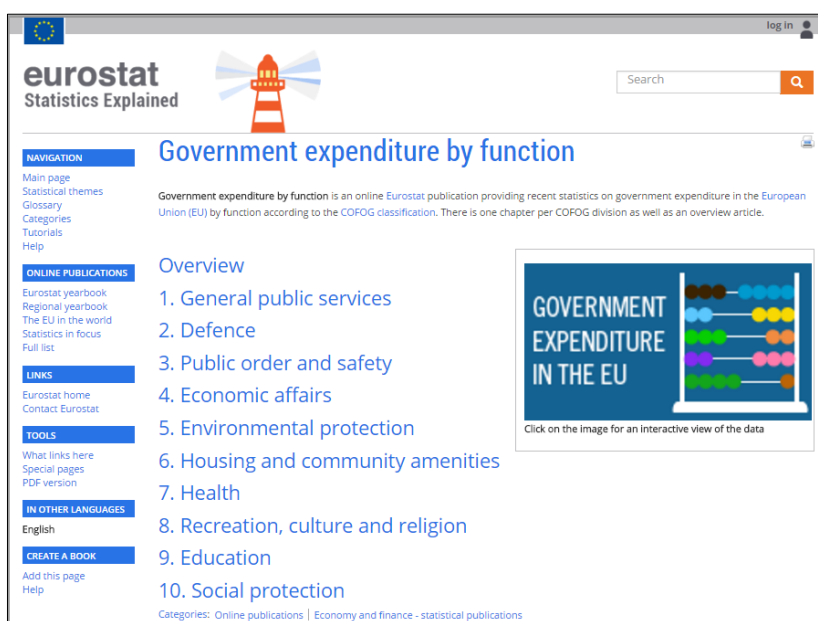 log in
eurostat
Statistics Explained
Search
NAVIGATION
Main page
Statistical themes
Glossary
Categories
Tutorials
Help
ONLINE PUBLICATIONS
Eurostat yearbook
Regional yearbook
The EU in the world
Statistics in focus
Full list
LINKS
Eurostat home
Contact Eurostat
TOOLS
What links here
Special pages
PDF version
IN OTHER LANGUAGES
English
CREATE A BOOK
Add this page
Help
Government expenditure by function
Government expenditure by function is an online Eurostat publication providing recent statistics on government expenditure in the European
Union (EU) by function according to the COFOG classification. There is one chapter per COFOG division as well as an overview article.
Overview
1. General public services
2. Defence
3. Public order and safety
4. Economic affairs
5. Environmental protection
6. Housing and community amenities
7. Health
8. Recreation, culture and religion
9. Education
10. Social protection
GOVERNMENT
EXPENDITURE
IN THE EU
Click on the image for an interactive view of the data
Categories: Online publications | Economy and finance - statistical publications